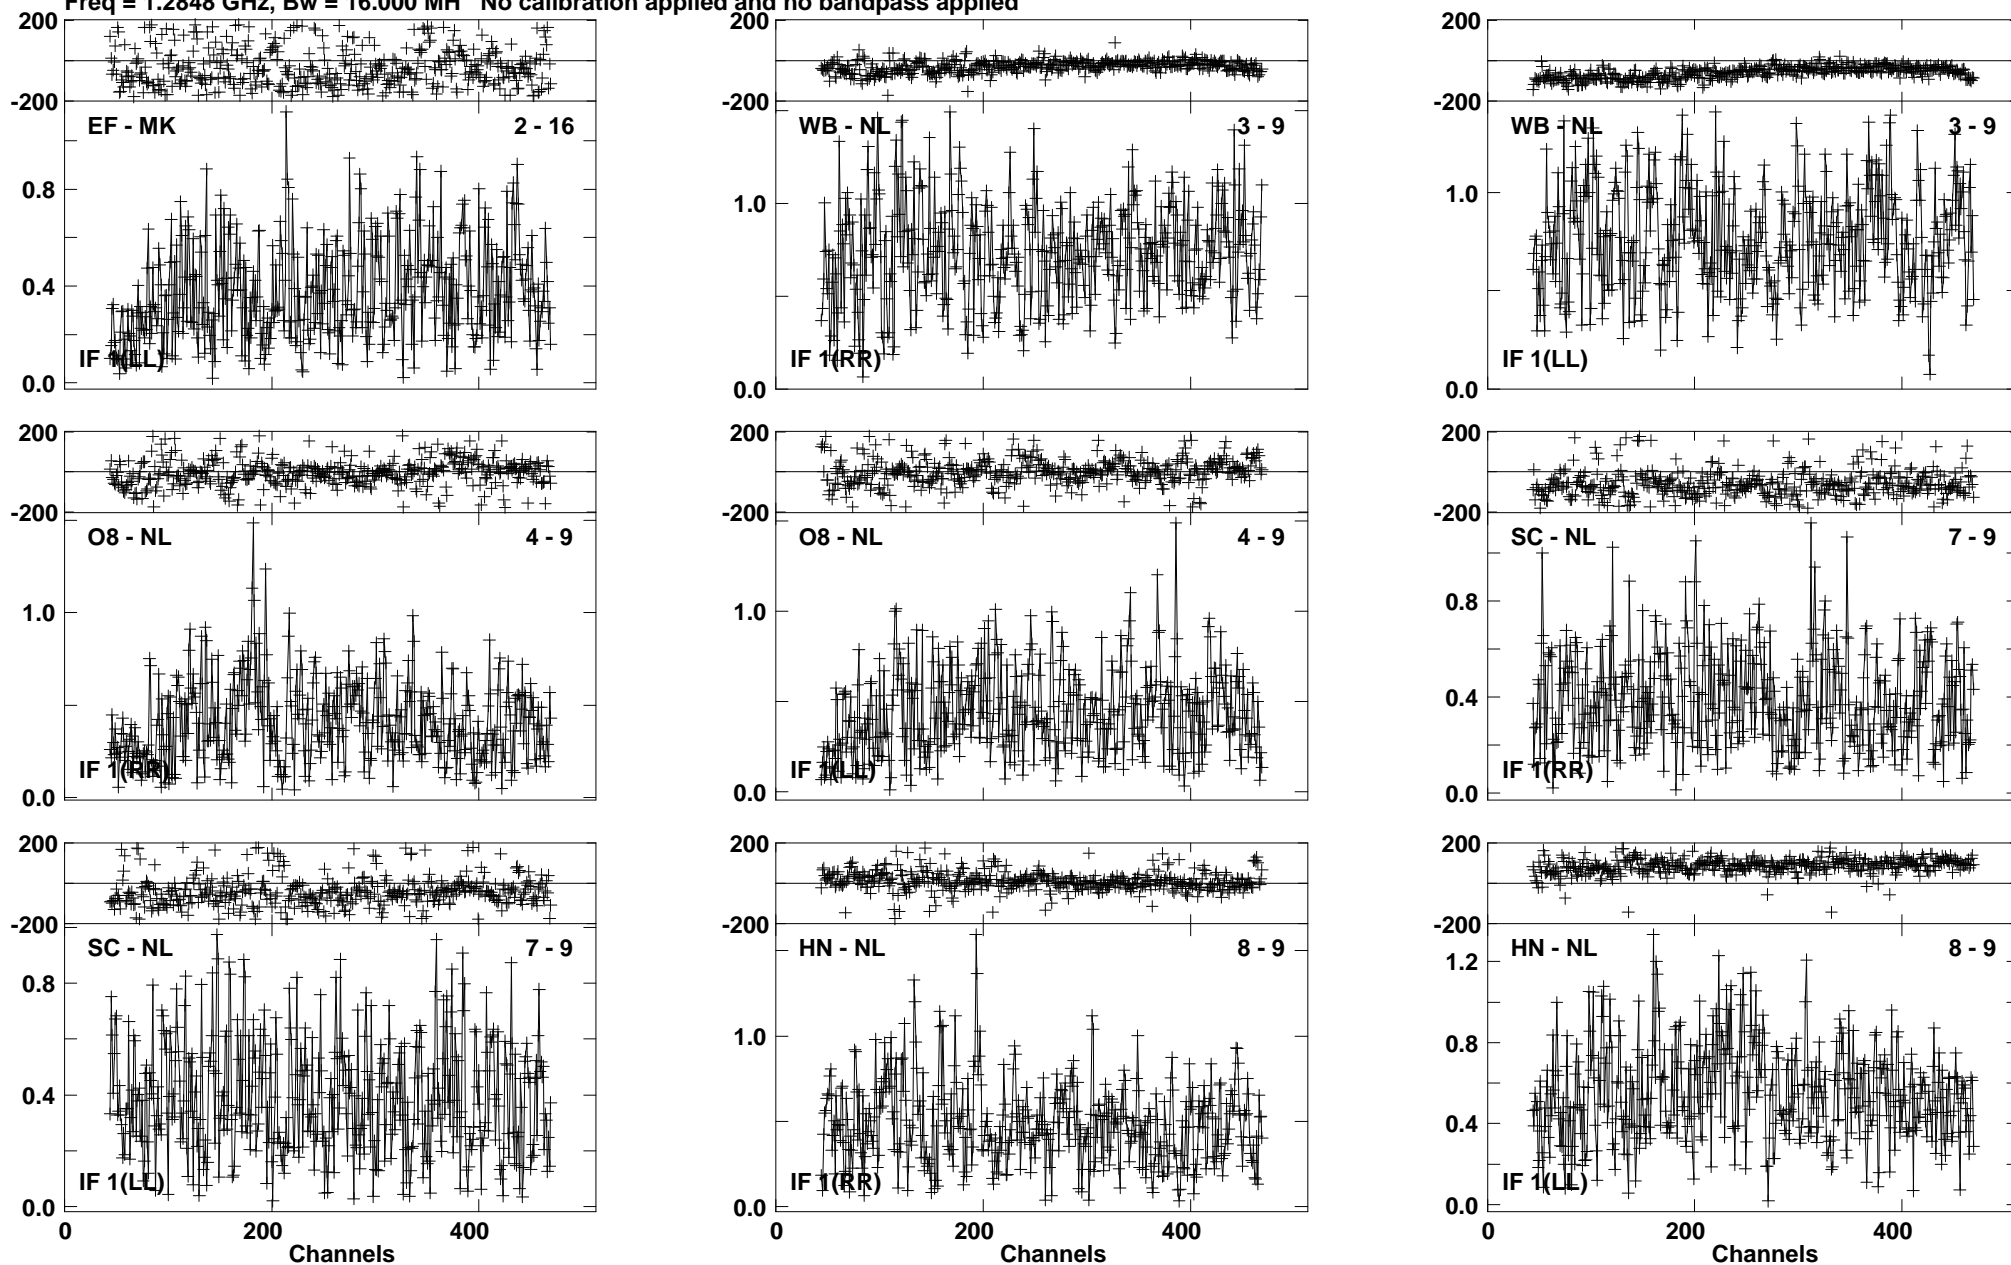 Freq = 1.2848 GHz, Bw = 16.000 MH No calibration applied and no bandpass applied
200
-200
EF - MK
2 - 16
0.8
0.4
0.0
IF 1(LL)
200
-200
WB - NL
3 - 9
1.0
0.0
IF 1(RR)
200
-200
WB - NL
3 - 9
1.0
0.0
IF 1(LL)
200
-200
O8 - NL
4 - 9
1.0
0.0
IF 1(RR)
200
-200
O8 - NL
4 - 9
1.0
0.0
IF 1(LL)
200
-200
SC - NL
7 - 9
0.8
0.4
0.0
IF 1(RR)
200
-200
SC - NL
7 - 9
0.8
0.4
0.0
IF 1(LL)
0
200
400
Channels
200
-200
HN - NL
8 - 9
1.0
0.0
IF 1(RR)
0
200
400
Channels
200
-200
HN - NL
8 - 9
1.2
0.8
0.4
0.0
IF 1(LL)
0
200
400
Channels